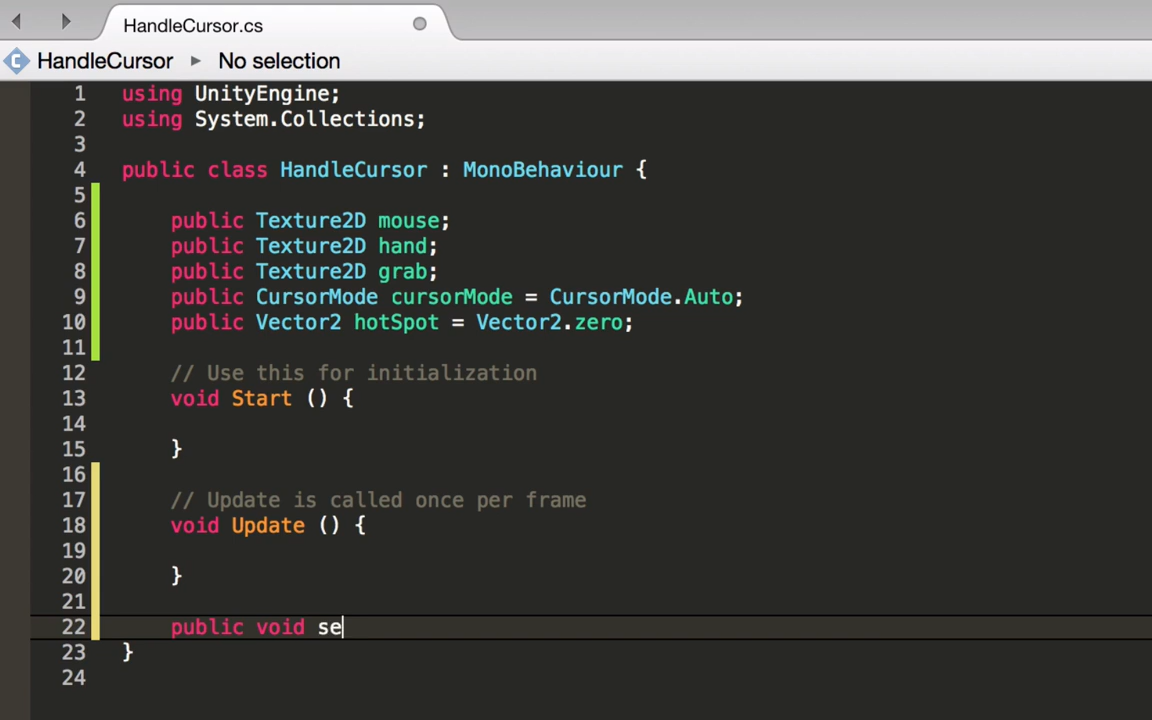 HandleCursor.cs
HandleCursor ▸ No selection
1 using UnityEngine;
2 using System.Collections;
3
4 public class HandleCursor : MonoBehaviour {
5
6 public Texture2D mouse;
7 public Texture2D hand;
8 public Texture2D grab;
9 public CursorMode cursorMode = CursorMode.Auto;
10 public Vector2 hotSpot = Vector2.zero;
11
12 // Use this for initialization
13 void Start () {
14
15 }
16
17 // Update is called once per frame
18 void Update () {
19
20 }
21
22 public void se
23 }
24